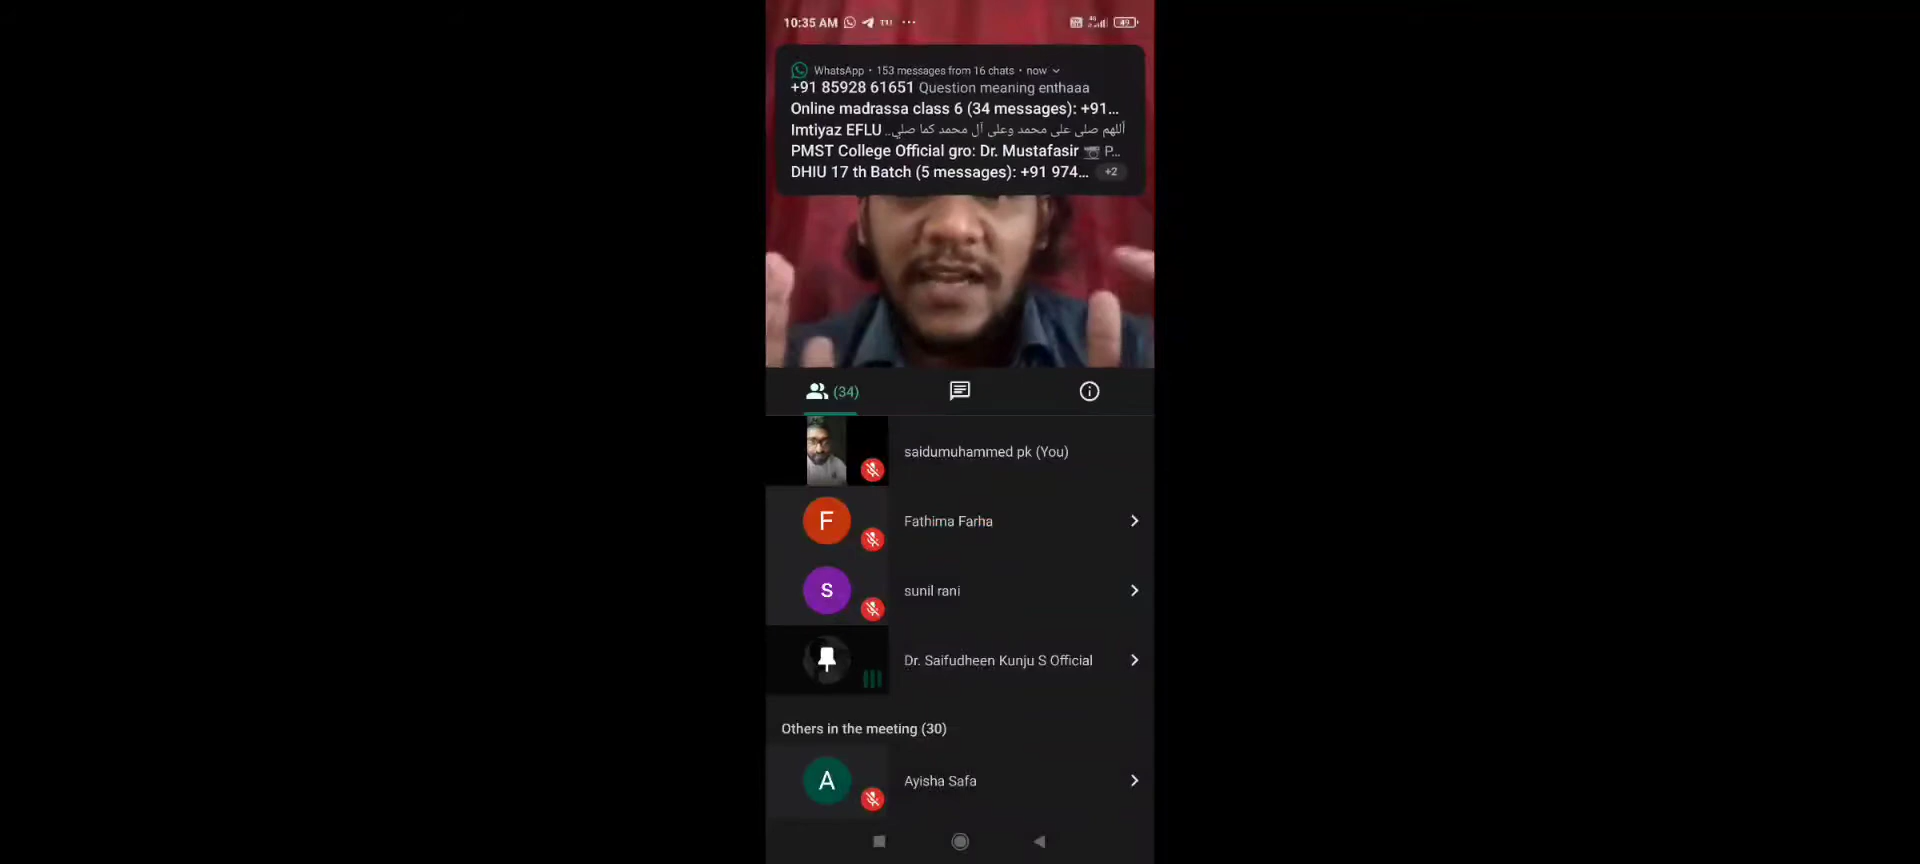 10:35 AM
49
WhatsApp • 153 messages from 16 chats • now
+91 85928 61651 Question meaning enthaaa
Online madrassa class 6 (34 messages): +91...
Imtiyaz EFLU أللهم صلى على محمد وعلى آل محمد كما صلي..
PMST College Official gro: Dr. Mustafasir 📷 P...
DHIU 17 th Batch (5 messages): +91 974... +2
(34)
saidumuhammed pk (You)
F
Fathima Farha
S
sunil rani
Dr. Saifudheen Kunju S Official
Others in the meeting (30)
A
Ayisha Safa